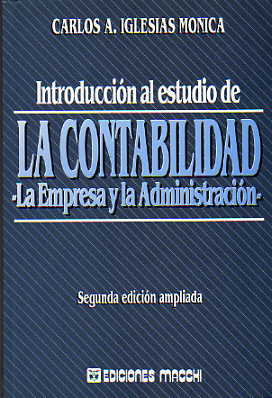 CARLOS A. IGLESIAS MONICA
Introducción al estudio de
LA CONTABILIDAD
-La Empresa y la Administración-
Segunda edición ampliada
EDICIONES MACCHI